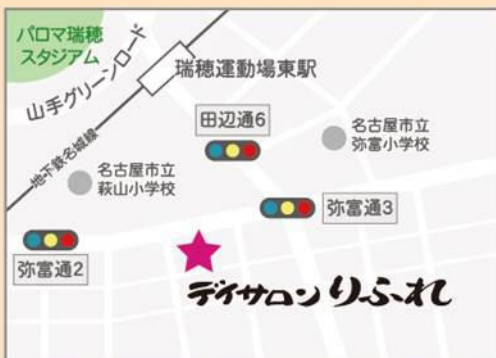 パロマ瑞穂
スタジアム
山手グリーンロード
瑞穂運動場東駅
地下鉄名城線
田辺通6
名古屋市立
弥富小学校
名古屋市立
萩山小学校
弥富通3
弥富通2
デイサロンりふれ